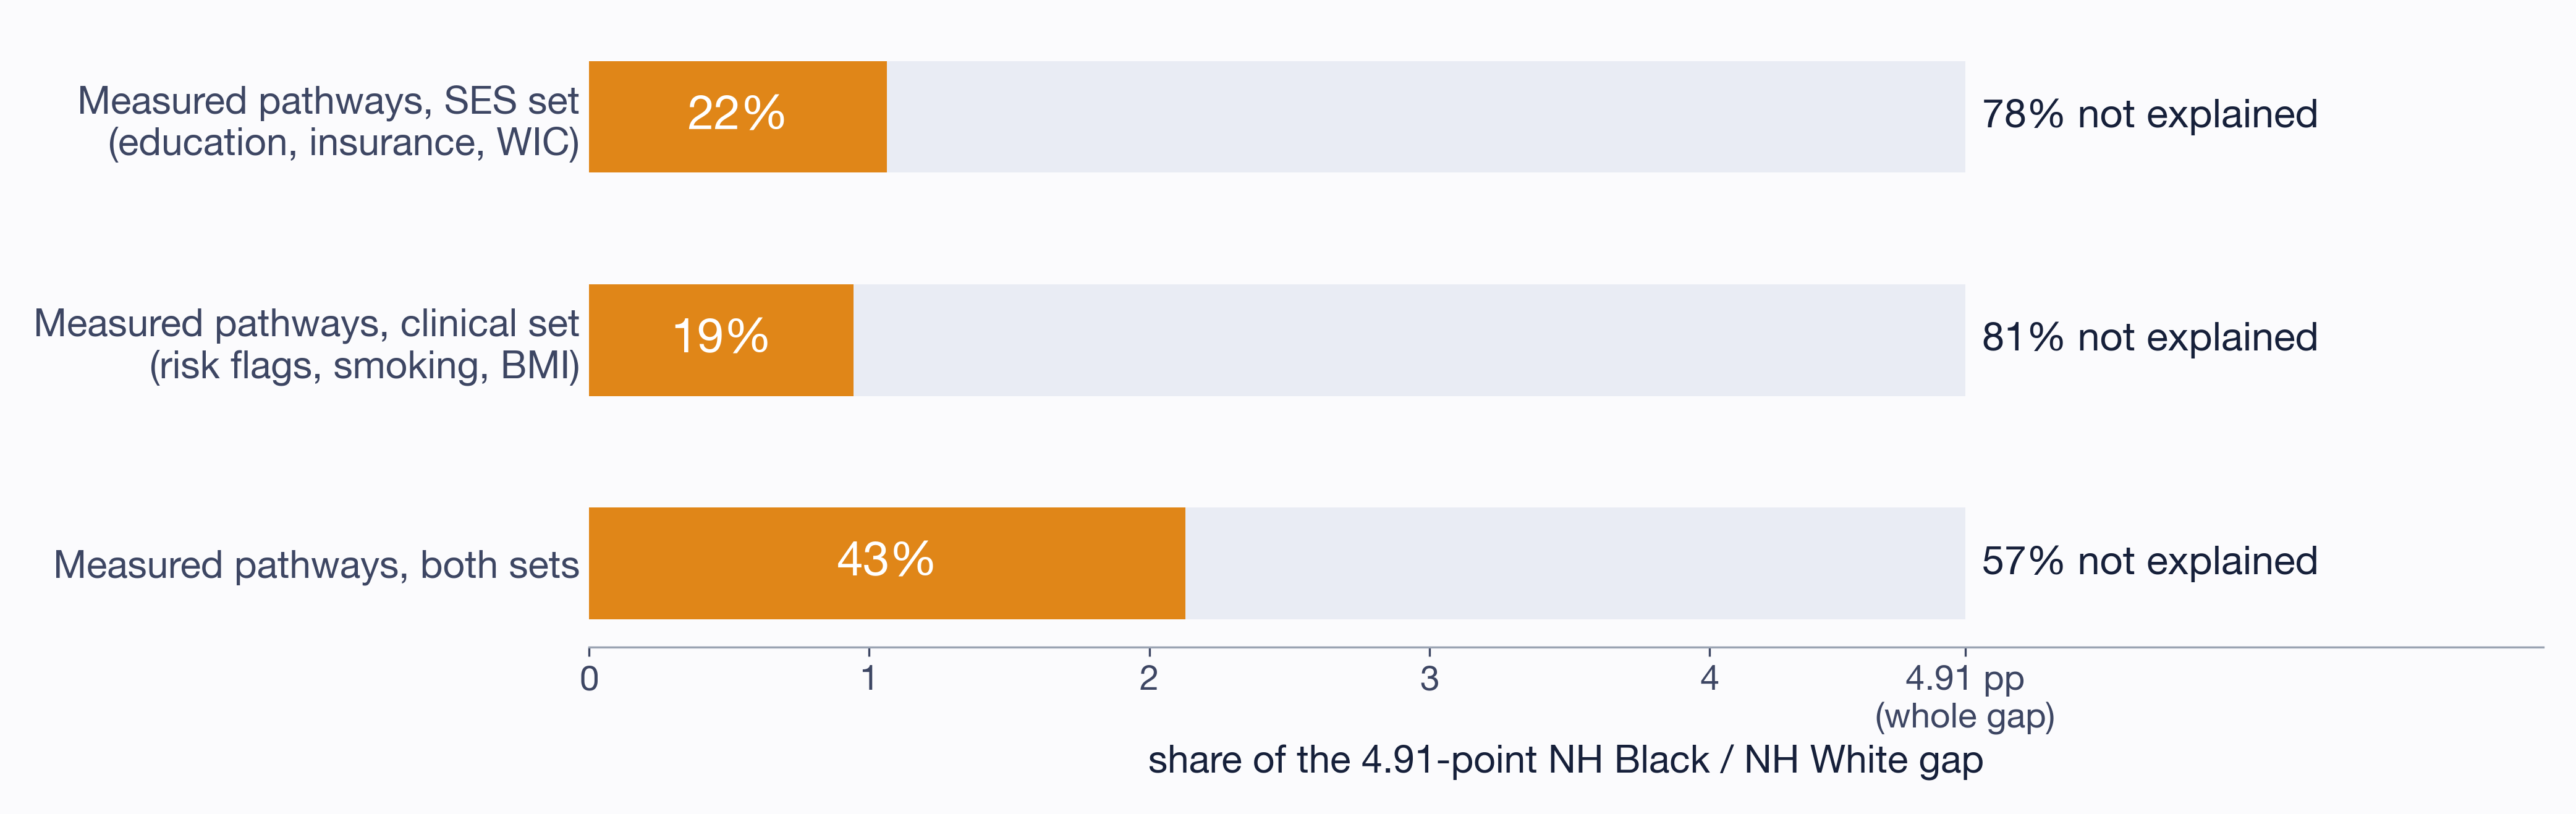 Measured pathways, SES set
(education, insurance, WIC)
22%
78% not explained
Measured pathways, clinical set
(risk flags, smoking, BMI)
19%
81% not explained
Measured pathways, both sets
43%
57% not explained
0
1
2
3
4
4.91 pp
(whole gap)
share of the 4.91-point NH Black / NH White gap